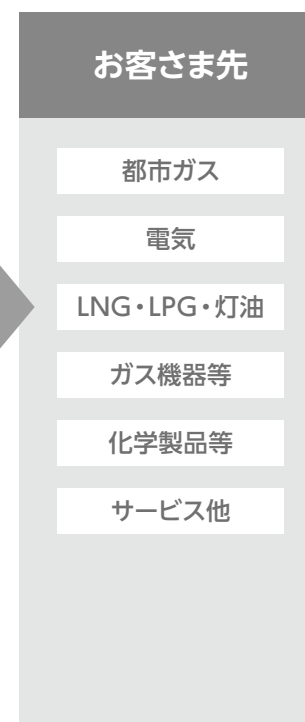 お客さま先
都市ガス
電気
LNG・LPG・灯油
ガス機器等
化学製品等
サービス他